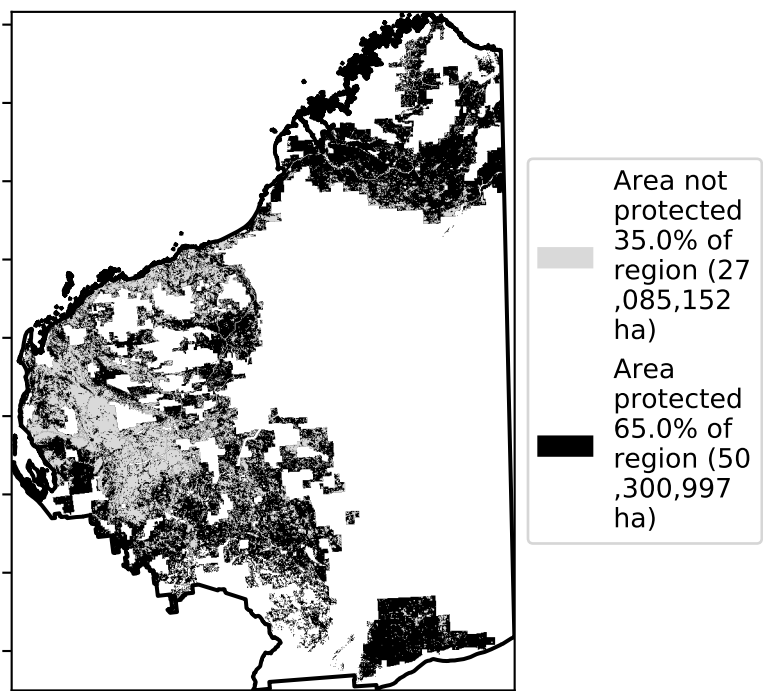 Area not
protected
35.0% of
region (27
,085,152
ha)
Area
protected
65.0% of
region (50
,300,997
ha)